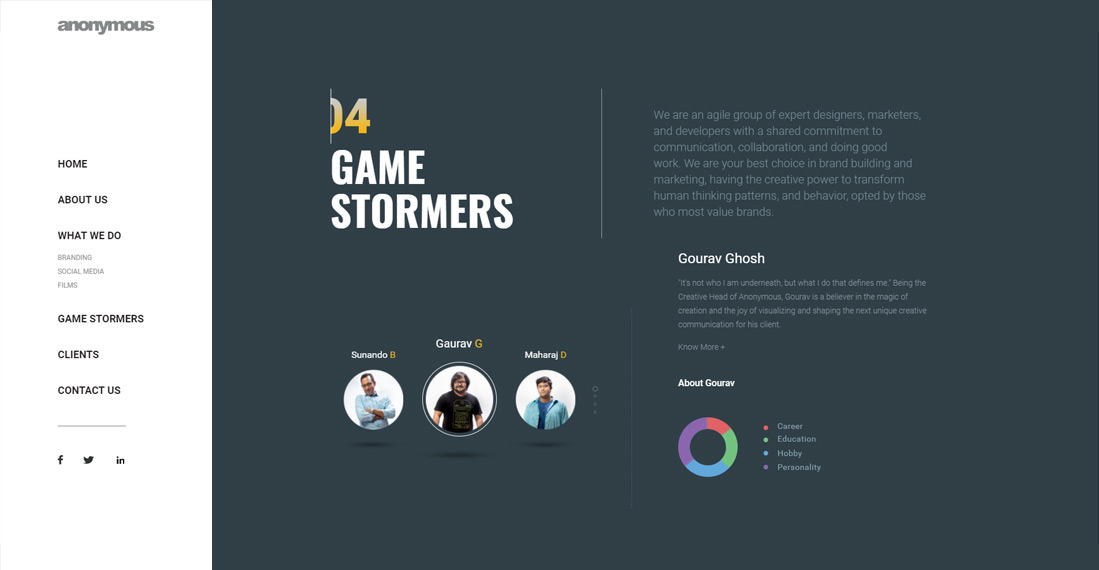 anonymous
HOME
ABOUT US
WHAT WE DO
BRANDING
SOCIAL MEDIA
FILMS
GAME STORMERS
CLIENTS
CONTACT US
04
GAME
STORMERS
We are an agile group of expert designers, marketers,
and developers with a shared commitment to
communication, collaboration, and doing good
work. We are your best choice in brand building and
marketing, having the creative power to transform
human thinking patterns, and behavior, opted by those
who most value brands.
Sunando B
Gaurav G
Maharaj D
Gourav Ghosh
"It's not who I am underneath, but what I do that defines me." Being the
Creative Head of Anonymous, Gourav is a believer in the magic of
creation and the joy of visualizing and shaping the next unique creative
communication for his client.
Know More +
About Gourav
Career
Education
Hobby
Personality